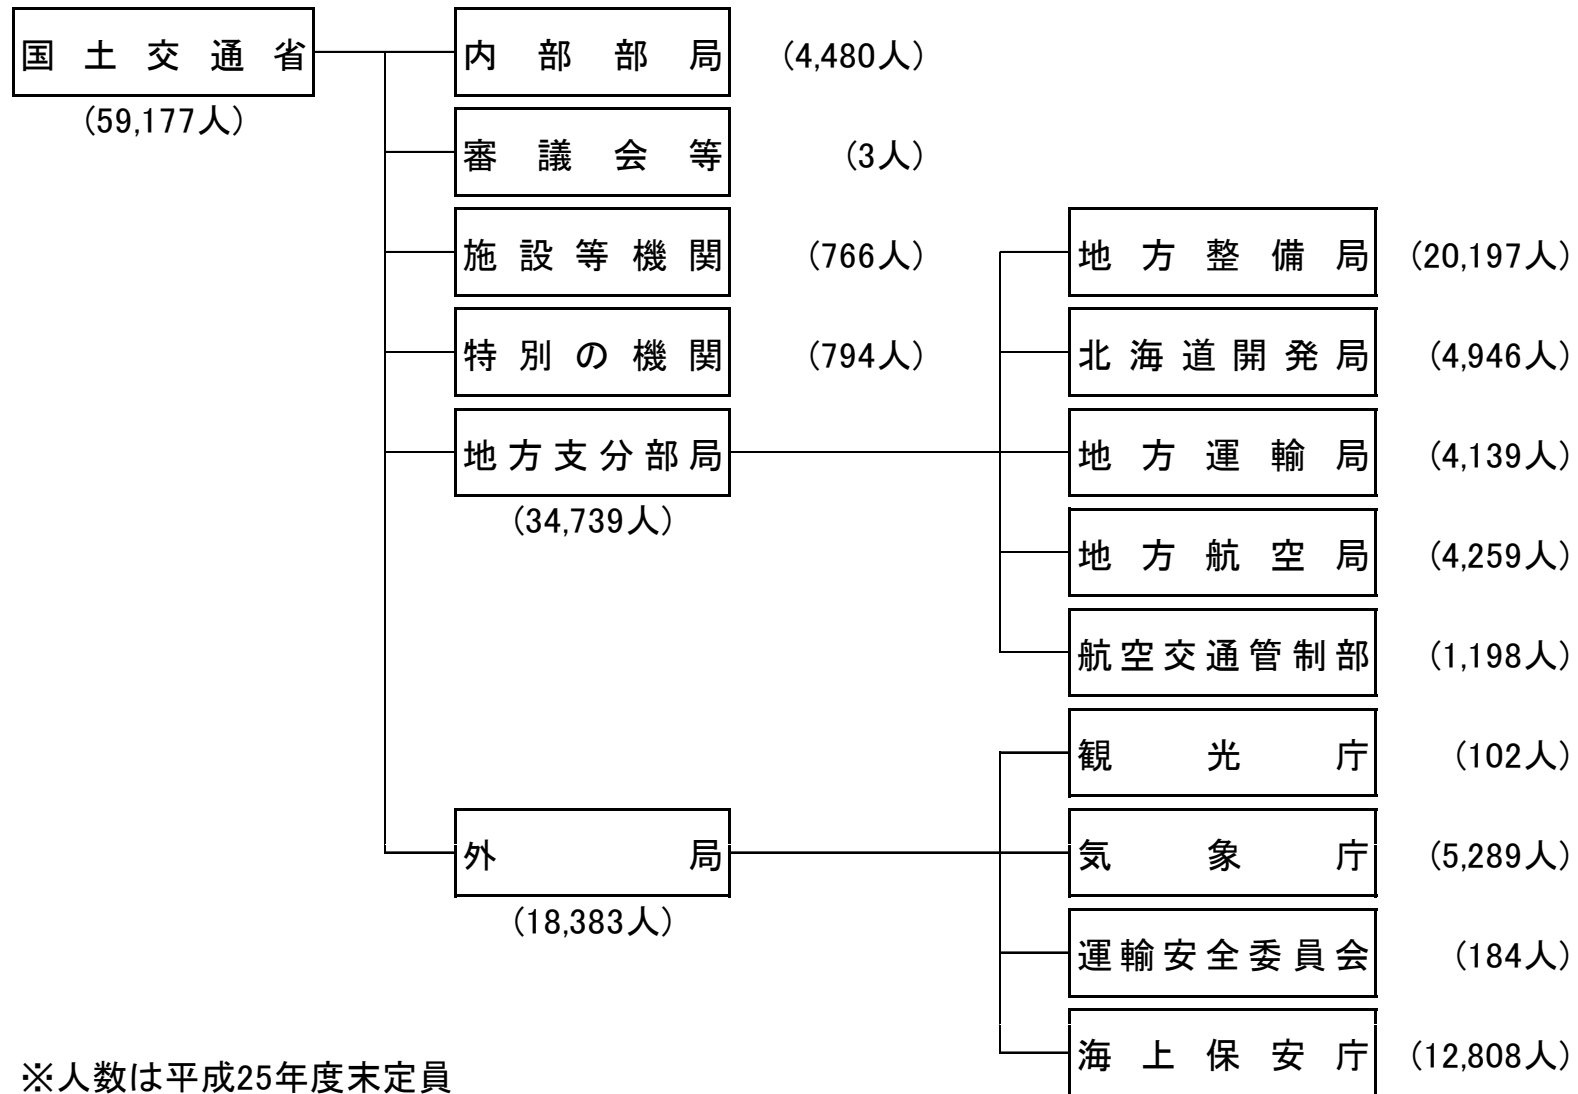 国土交通省
(59,177人)
内部部局 (4,480人)
審議会等 (3人)
施設等機関 (766人)
特別の機関 (794人)
地方支分部局
(34,739人)
地方整備局 (20,197人)
北海道開発局 (4,946人)
地方運輸局 (4,139人)
地方航空局 (4,259人)
航空交通管制部 (1,198人)
外局
(18,383人)
観光庁 (102人)
気象庁 (5,289人)
運輸安全委員会 (184人)
海上保安庁 (12,808人)
※人数は平成25年度末定員